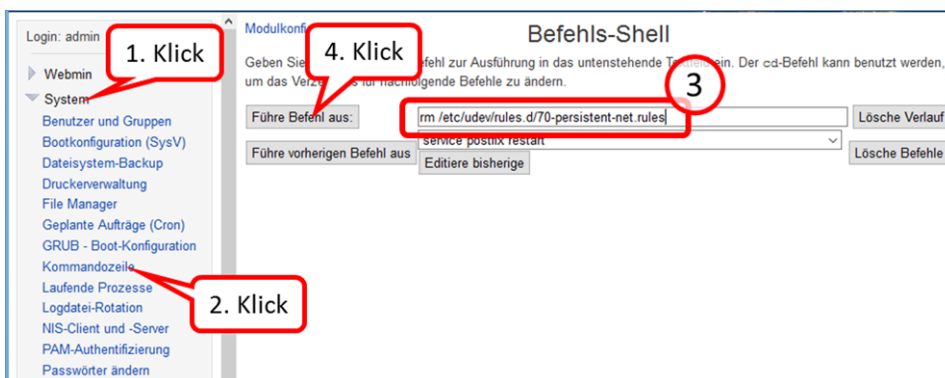 Login: admin
Webmin
System
Benutzer und Gruppen
Bootkonfiguration (SysV)
Dateisystem-Backup
Druckerverwaltung
File Manager
Geplante Aufträge (Cron)
GRUB - Boot-Konfiguration
Kommandozeile
Laufende Prozesse
Logdatei-Rotation
NIS-Client und -Server
PAM-Authentifizierung
Passwörter ändern
1. Klick
2. Klick
Befehls-Shell
4. Klick
3
Geben Sie zur Ausführung in das untenstehende ein. Der cd-Befehl kann benutzt werden,
um das für nachfolgende Befehle zu ändern.
Führe Befehl aus:
rm /etc/udev/rules.d/70-persistent-net.rules
Lösche Verlauf
service postfix restart
Führe vorherigen Befehl aus
Editiere bisherige
Lösche Befehle